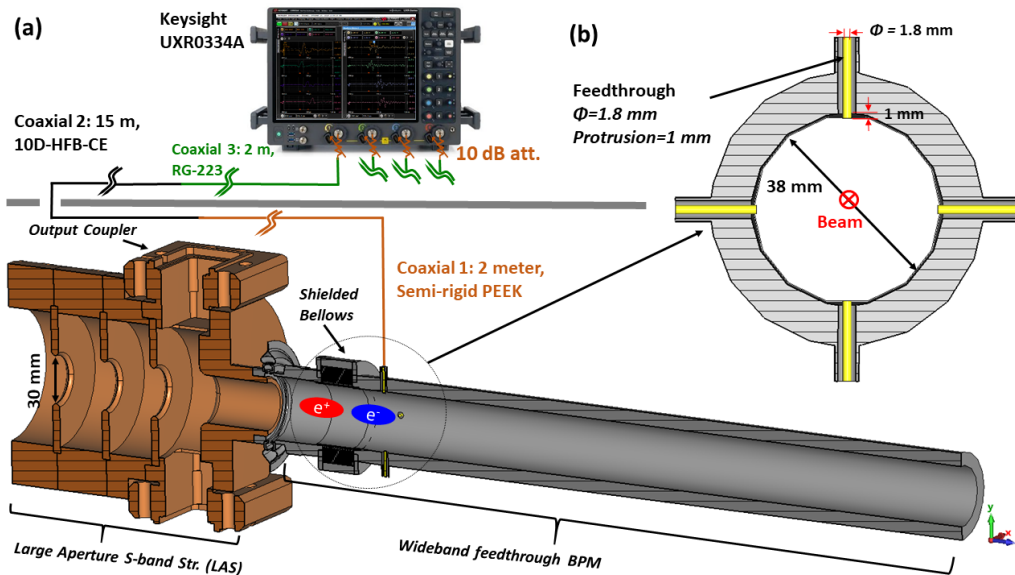 (a)
Keysight
UXR0334A
Coaxial 2: 15 m,
10D-HFB-CE
Coaxial 3: 2 m,
RG-223
10 dB att.
Output Coupler
Coaxial 1: 2 meter,
Semi-rigid PEEK
Shielded
Bellows
30 mm
e⁺
e⁻
Large Aperture S-band Str. (LAS)
Wideband feedthrough BPM
y
x
(b)
Φ = 1.8 mm
Feedthrough
Φ=1.8 mm
Protrusion=1 mm
1 mm
38 mm
Beam